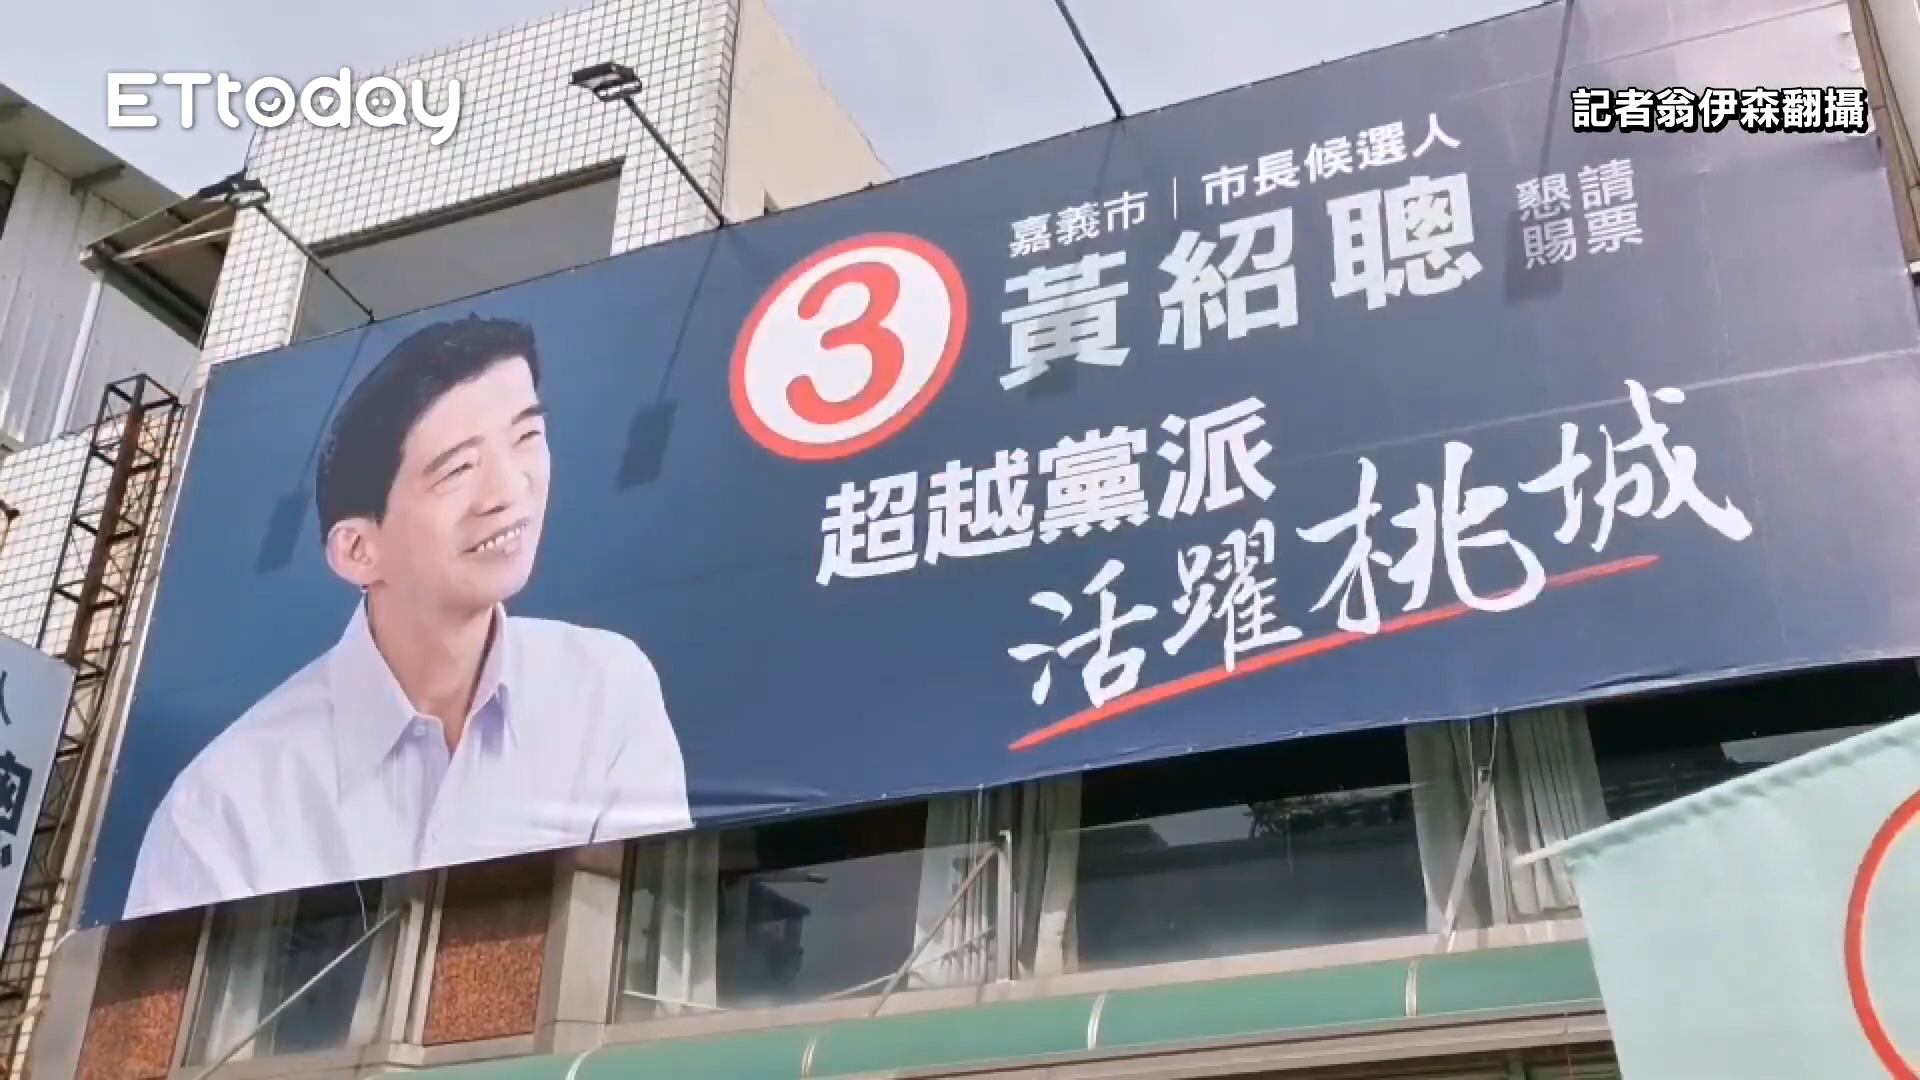 ETtoday
記者翁伊森翻攝
嘉義市｜市長候選人
3 黃紹聰
懇請
賜票
超越黨派
活躍桃城